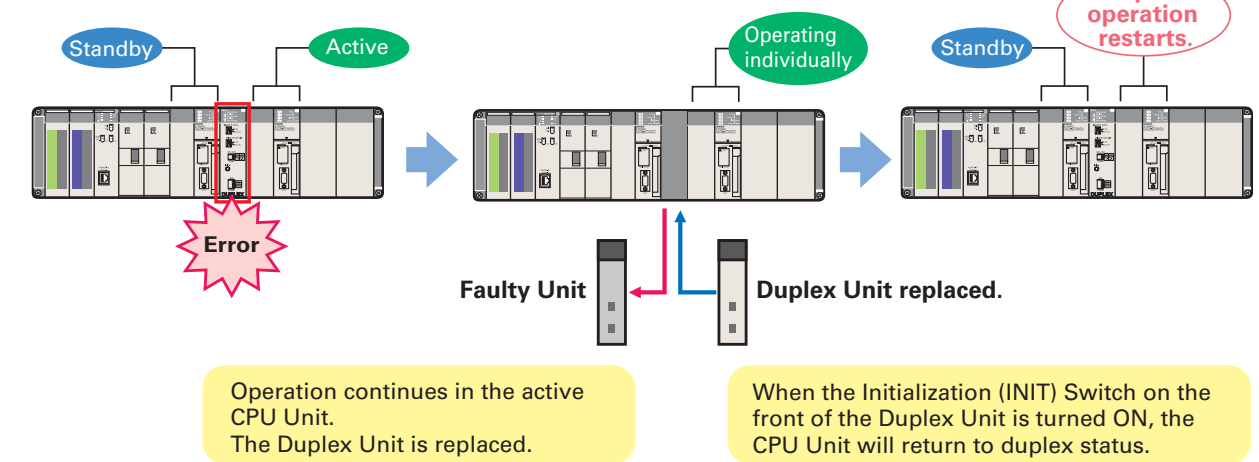 Standby
Active
Error
DUPLEX
Operating
individually
Faulty Unit
Duplex Unit replaced.
Standby
operation
restarts.
DUPLEX
Operation continues in the active
CPU Unit.
The Duplex Unit is replaced.
When the Initialization (INIT) Switch on the
front of the Duplex Unit is turned ON, the
CPU Unit will return to duplex status.